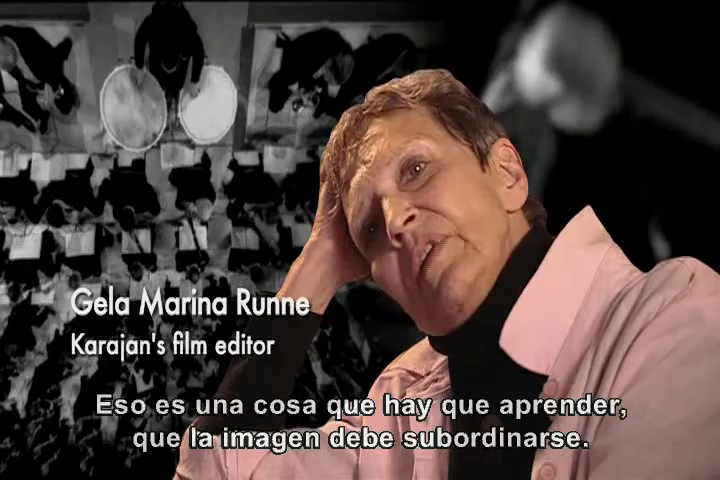 Gela Marina Runne
Karajan's film editor
Eso es una cosa que hay que aprender,
que la imagen debe subordinarse.